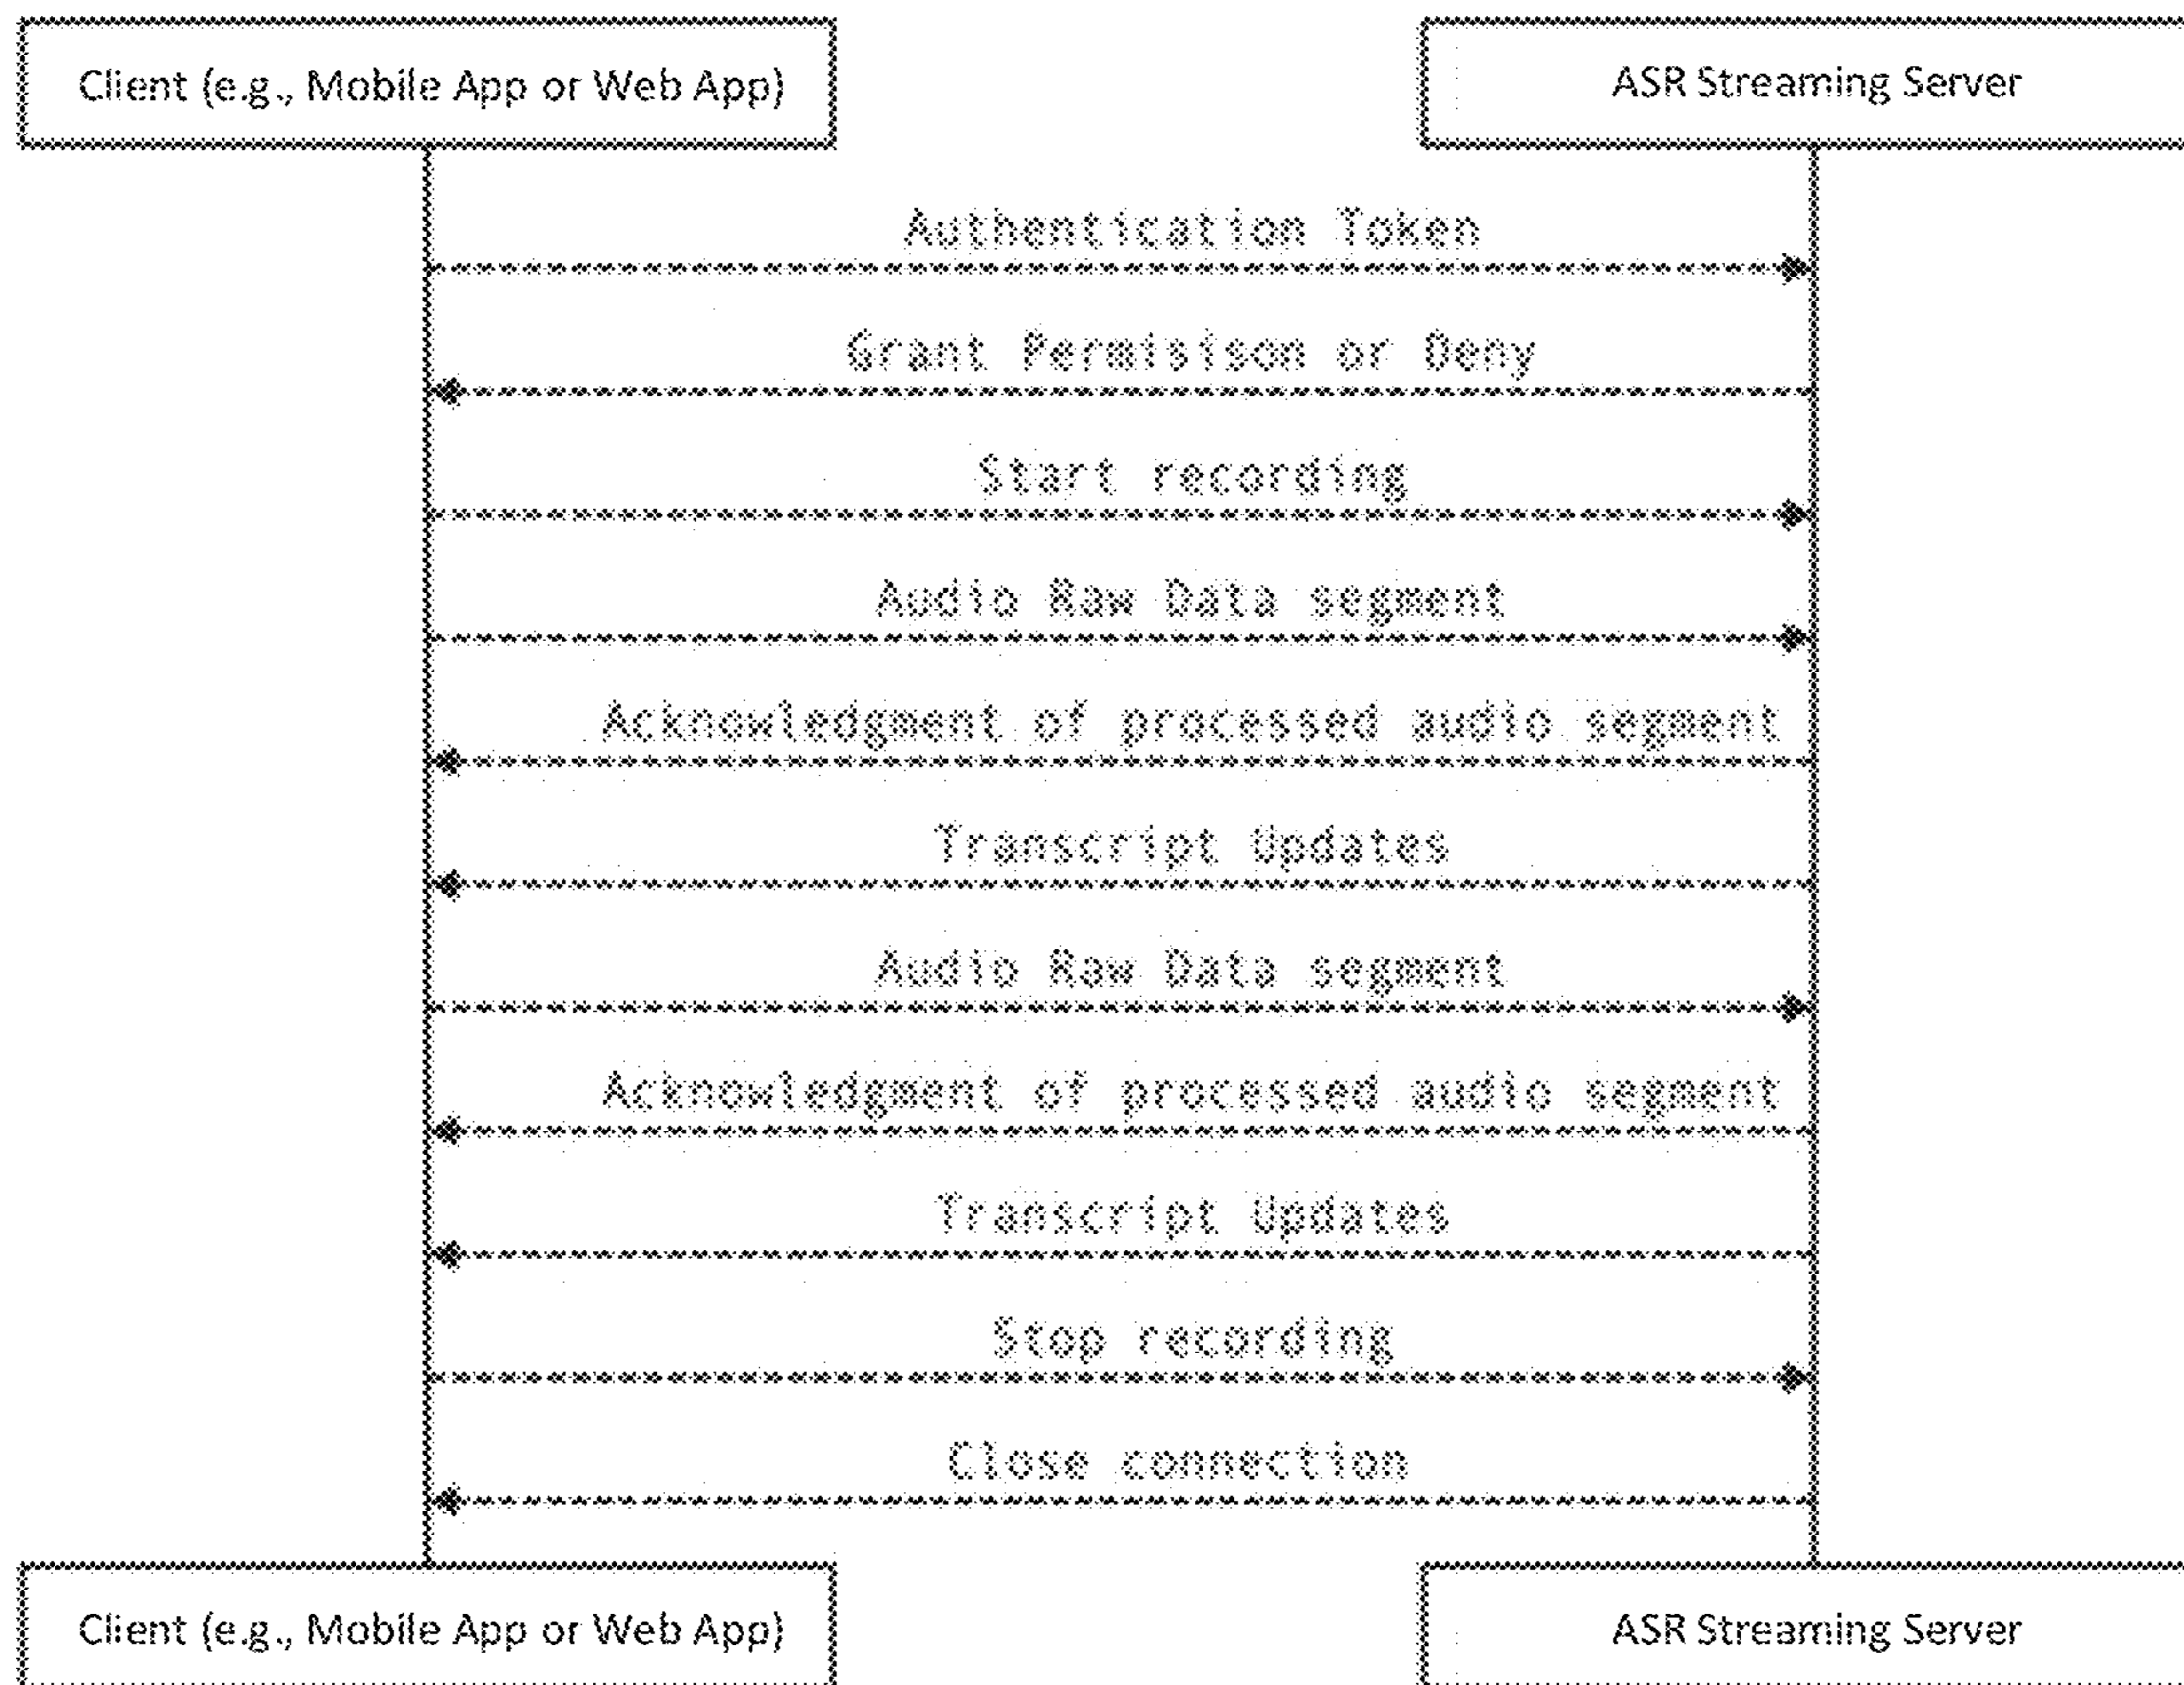 Client (e.g., Mobile App or Web App)
ASR Streaming Server
Authentication Token
Grant Permisison or Deny
Start recording
Audio Raw Data segment
Acknowledgment of processed audio segment
Transcript Updates
Audio Raw Data segment
Acknowledgment of processed audio segment
Transcript Updates
Stop recording
Close connection
Client (e.g., Mobile App or Web App)
ASR Streaming Server